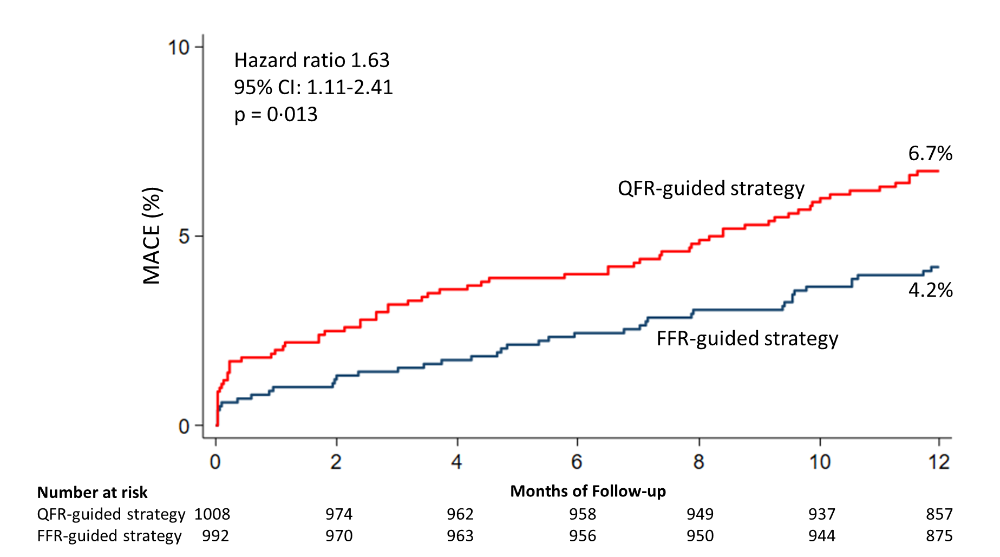 10
Hazard ratio 1.63
95% CI: 1.11-2.41
p = 0·013
6.7%
QFR-guided strategy
MACE (%)
5
4.2%
FFR-guided strategy
0
0 2 4 6 8 10 12
Number at risk Months of Follow-up
QFR-guided strategy 1008 974 962 958 949 937 857
FFR-guided strategy 992 970 963 956 950 944 875